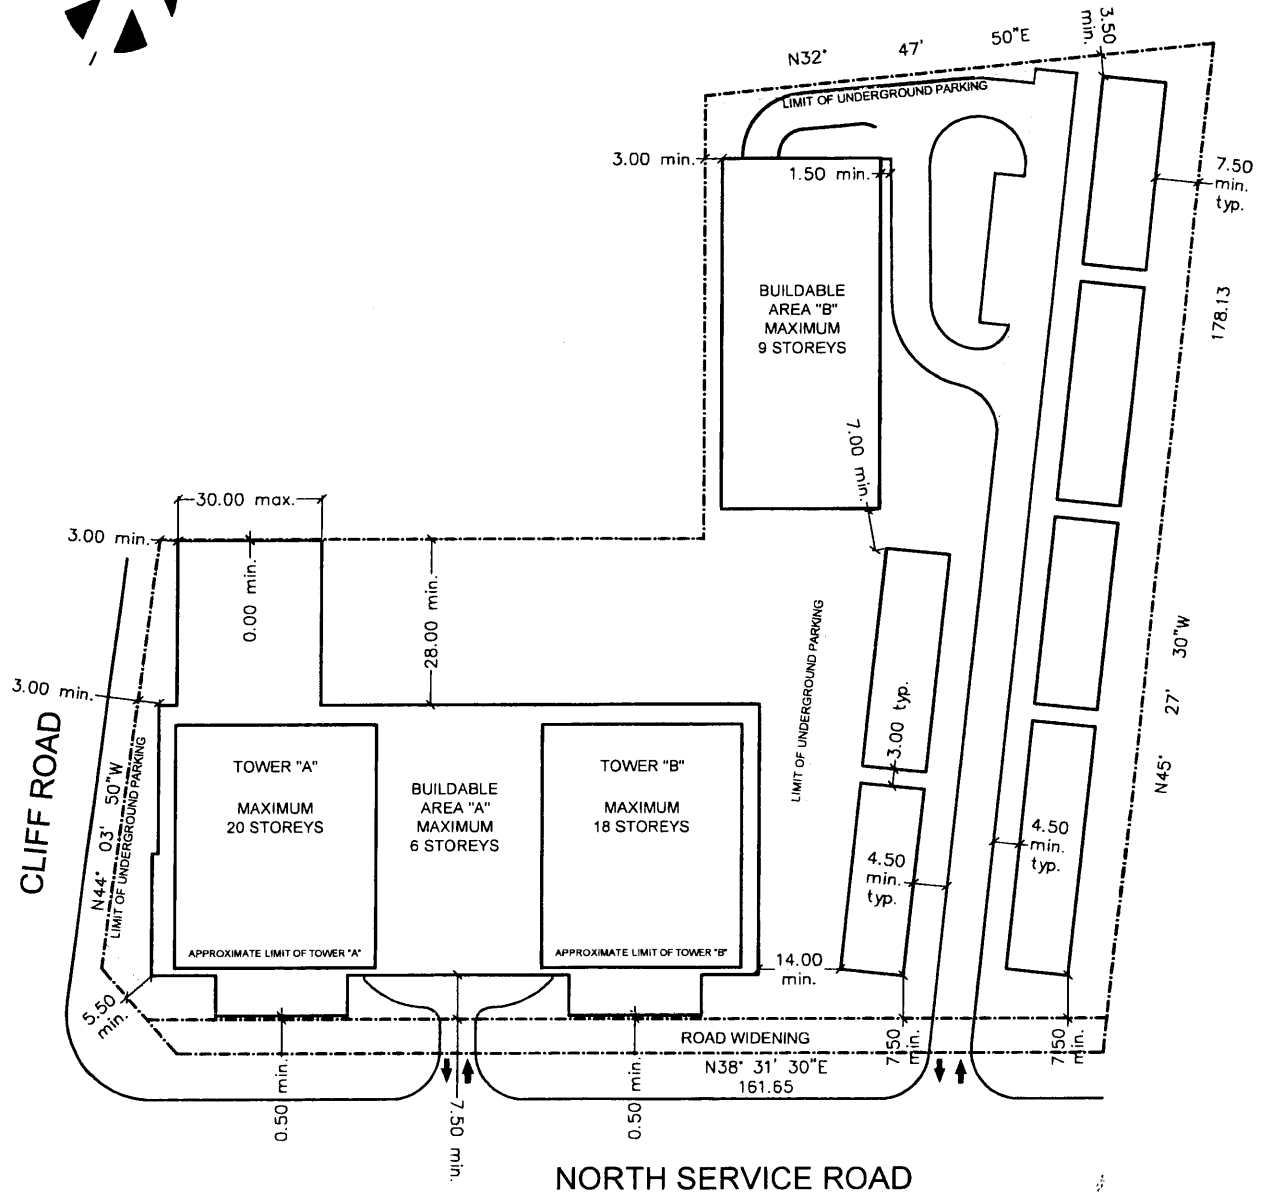 3.50
min.
N32° 47' 50"E
LIMIT OF UNDERGROUND PARKING
3.00 min.
1.50 min.
7.50
min.
typ.
178.13
BUILDABLE
AREA "B"
MAXIMUM
9 STOREYS
7.00 min.
30.00 max.
3.00 min.
0.00 min.
28.00 min.
3.00 min.
LIMIT OF UNDERGROUND PARKING
3.00 typ.
N45° 27' 30"W
CLIFF ROAD
N44° 03' 50"W
LIMIT OF UNDERGROUND PARKING
TOWER "A"
MAXIMUM
20 STOREYS
BUILDABLE
AREA "A"
MAXIMUM
6 STOREYS
TOWER "B"
MAXIMUM
18 STOREYS
4.50
min.
typ.
4.50
min.
typ.
APPROXIMATE LIMIT OF TOWER "A"
APPROXIMATE LIMIT OF TOWER "B"
14.00
min.
5.50
min.
ROAD WIDENING
7.50
min.
7.50
min.
N38° 31' 30"E
161.65
0.50 min.
7.50 min.
0.50 min.
NORTH SERVICE ROAD